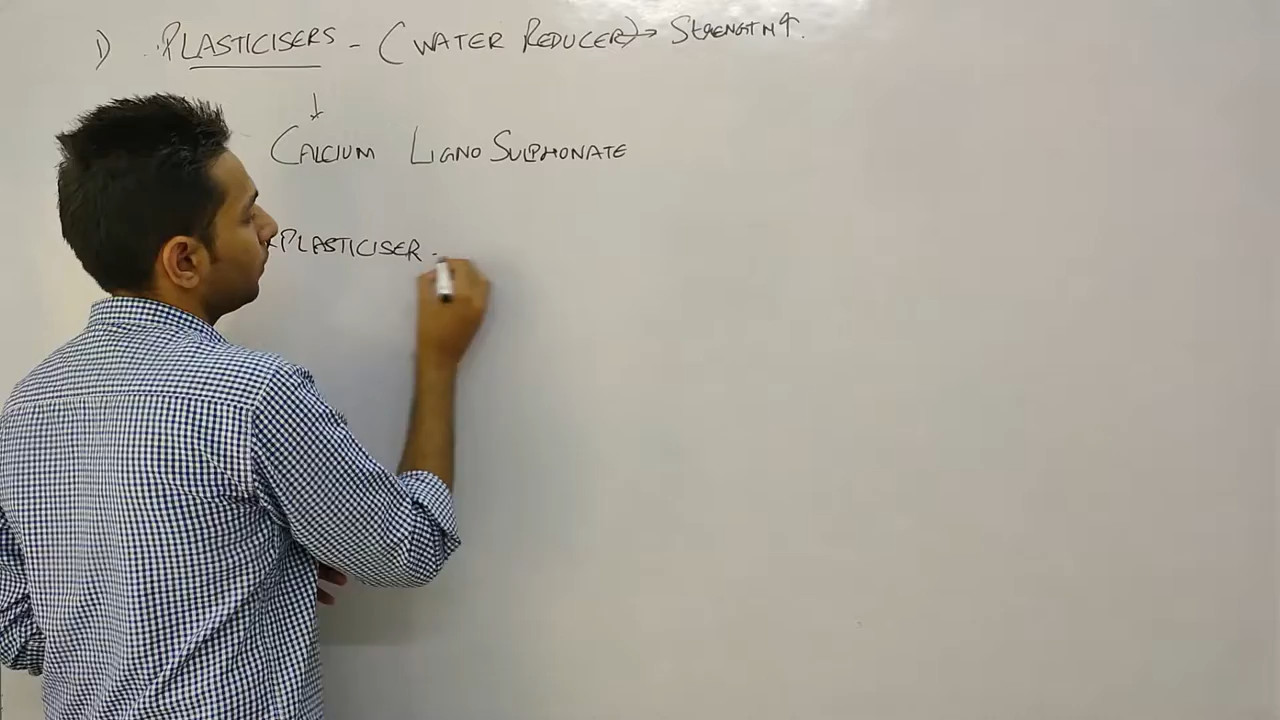 1) PLASTICISERS - (WATER REDUCER) → STRENGTH↑.
↓
CALCIUM LIGNO SULPHONATE
PLASTICISER -